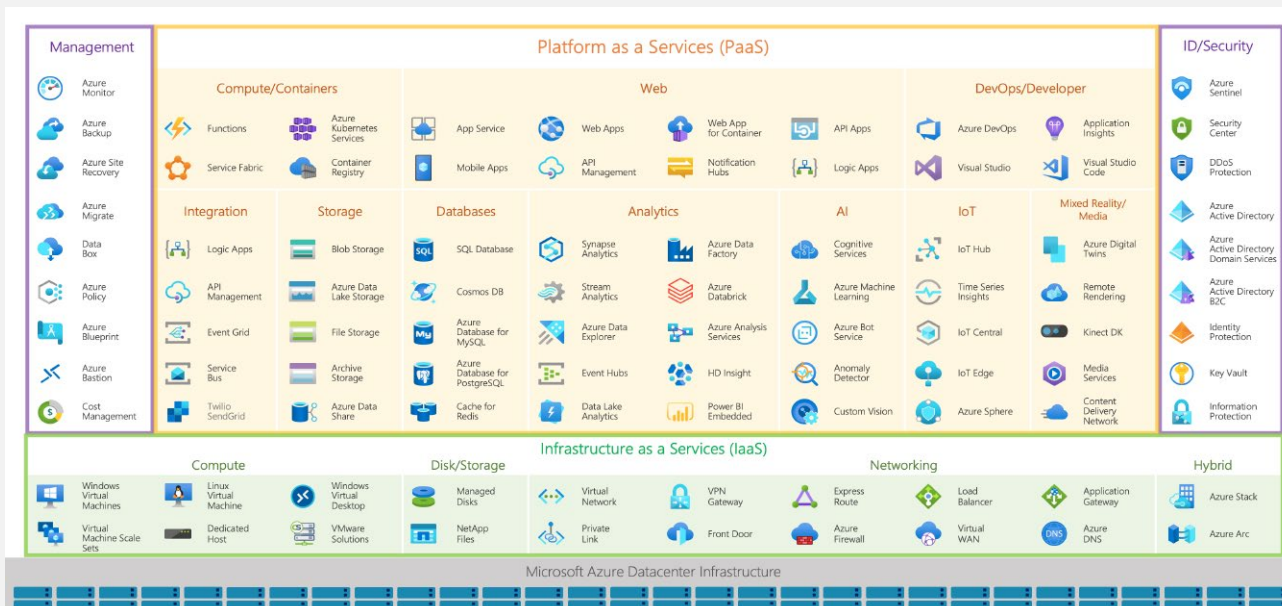 Management
Azure
Monitor
Azure
Backup
Azure Site
Recovery
Azure
Migrate
Data
Box
Azure
Policy
Azure
Blueprint
Azure
Bastion
Cost
Management
Platform as a Services (PaaS)
Compute/Containers
Functions
Azure
Kubernetes
Services
Service Fabric
Container
Registry
Web
App Service
Web Apps
Web App
for Container
API Apps
Mobile Apps
API
Management
Notification
Hubs
Logic Apps
DevOps/Developer
Azure DevOps
Application
Insights
Visual Studio
Visual Studio
Code
Integration
Logic Apps
API
Management
Event Grid
Service
Bus
Twilio
SendGrid
Storage
Blob Storage
Azure Data
Lake Storage
File Storage
Archive
Storage
Azure Data
Share
Databases
SQL
SQL Database
Cosmos DB
My
Azure
Database for
MySQL
Azure
Database for
PostgreSQL
Cache for
Redis
Analytics
Synapse
Analytics
Azure Data
Factory
Stream
Analytics
Azure
Databrick
Azure Data
Explorer
Azure Analysis
Services
Event Hubs
HD Insight
Data Lake
Analytics
Power BI
Embedded
AI
Cognitive
Services
Azure Machine
Learning
Azure Bot
Service
Anomaly
Detector
Custom Vision
IoT
IoT Hub
Time Series
Insights
IoT Central
IoT Edge
Azure Sphere
Mixed Reality/
Media
Azure Digital
Twins
Remote
Rendering
Kinect DK
Media
Services
Content
Delivery
Network
ID/Security
Azure
Sentinel
Security
Center
DDoS
Protection
Azure
Active Directory
Azure
Active Directory
Domain Services
Azure
Active Directory
B2C
Identity
Protection
Key Vault
Information
Protection
Infrastructure as a Services (IaaS)
Compute
Windows
Virtual
Machines
Linux
Virtual
Machine
Windows
Virtual
Desktop
Virtual
Machine Scale
Sets
Dedicated
Host
VMware
Solutions
Disk/Storage
Managed
Disks
NetApp
Files
Networking
Virtual
Network
VPN
Gateway
Express
Route
Load
Balancer
Application
Gateway
Private
Link
Front Door
Azure
Firewall
Virtual
WAN
DNS
Azure
DNS
Hybrid
Azure Stack
Azure Arc
Microsoft Azure Datacenter Infrastructure